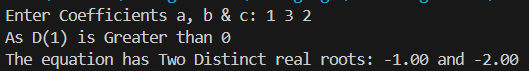 Enter Coefficients a, b & c: 1 3 2
As D(1) is Greater than 0
The equation has Two Distinct real roots: -1.00 and -2.00